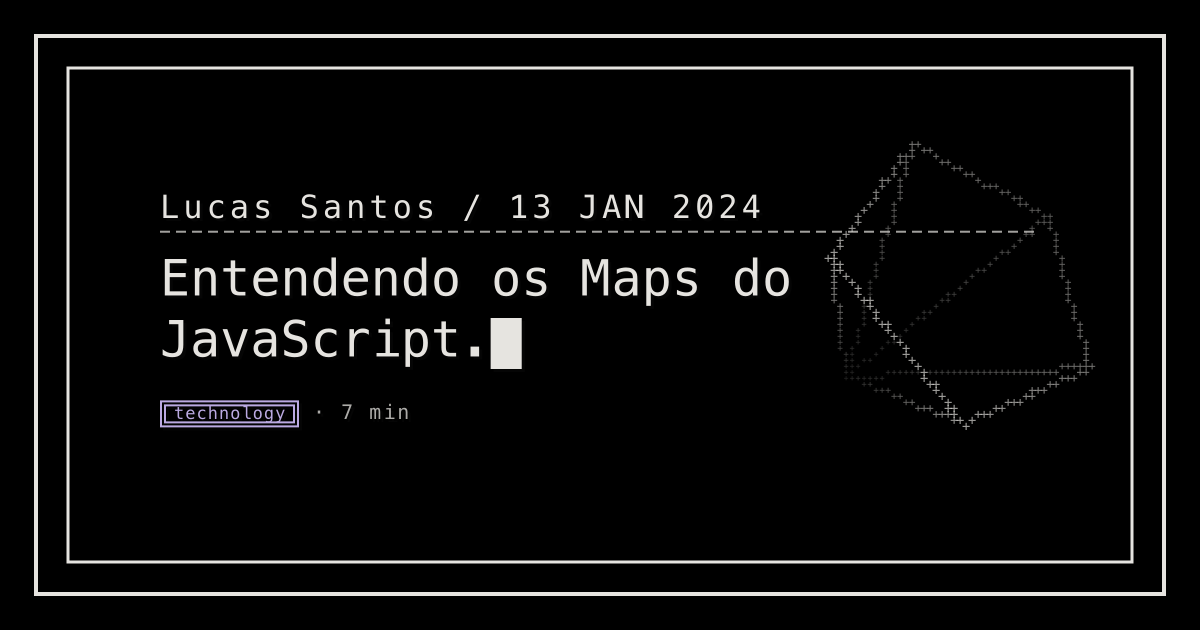 Lucas Santos / 13 JAN 2024
Entendendo os Maps do
JavaScript.
technology · 7 min